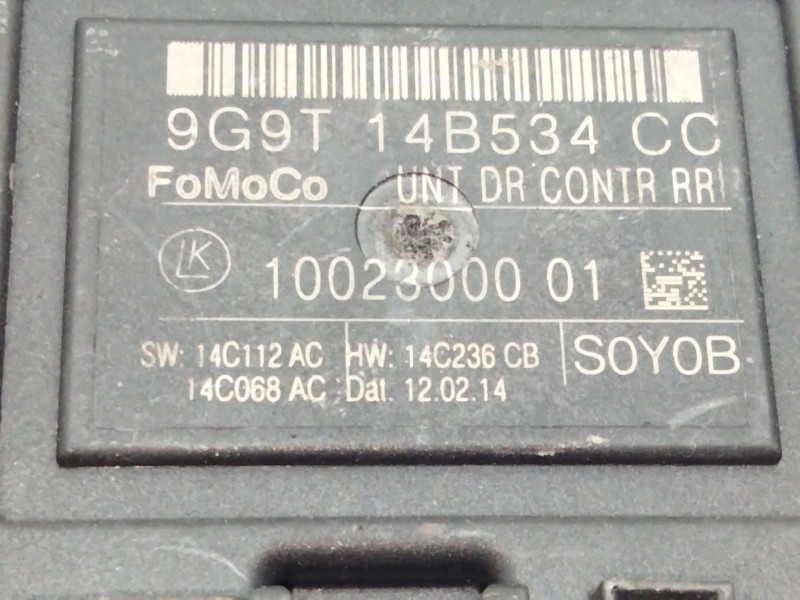 9G9T 14B534 CC
FoMoCo UNT DR CONTR RR
LK 10023000 01
SW: 14C112 AC HW: 14C236 CB SOYOB
14C068 AC Dat. 12.02.14